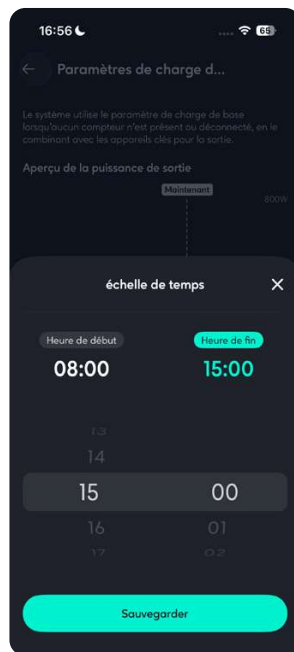 16:56
65
Paramètres de charge d...
Le système utilise le paramètre de charge de base
lorsqu'aucun compteur n'est présent ou déconnecté, en le
combinant avec les appareils clés pour la sortie.
Aperçu de la puissance de sortie
Maintenant
800W
échelle de temps
Heure de début
Heure de fin
08:00
15:00
13
14
15 00
16 01
17 02
Sauvegarder